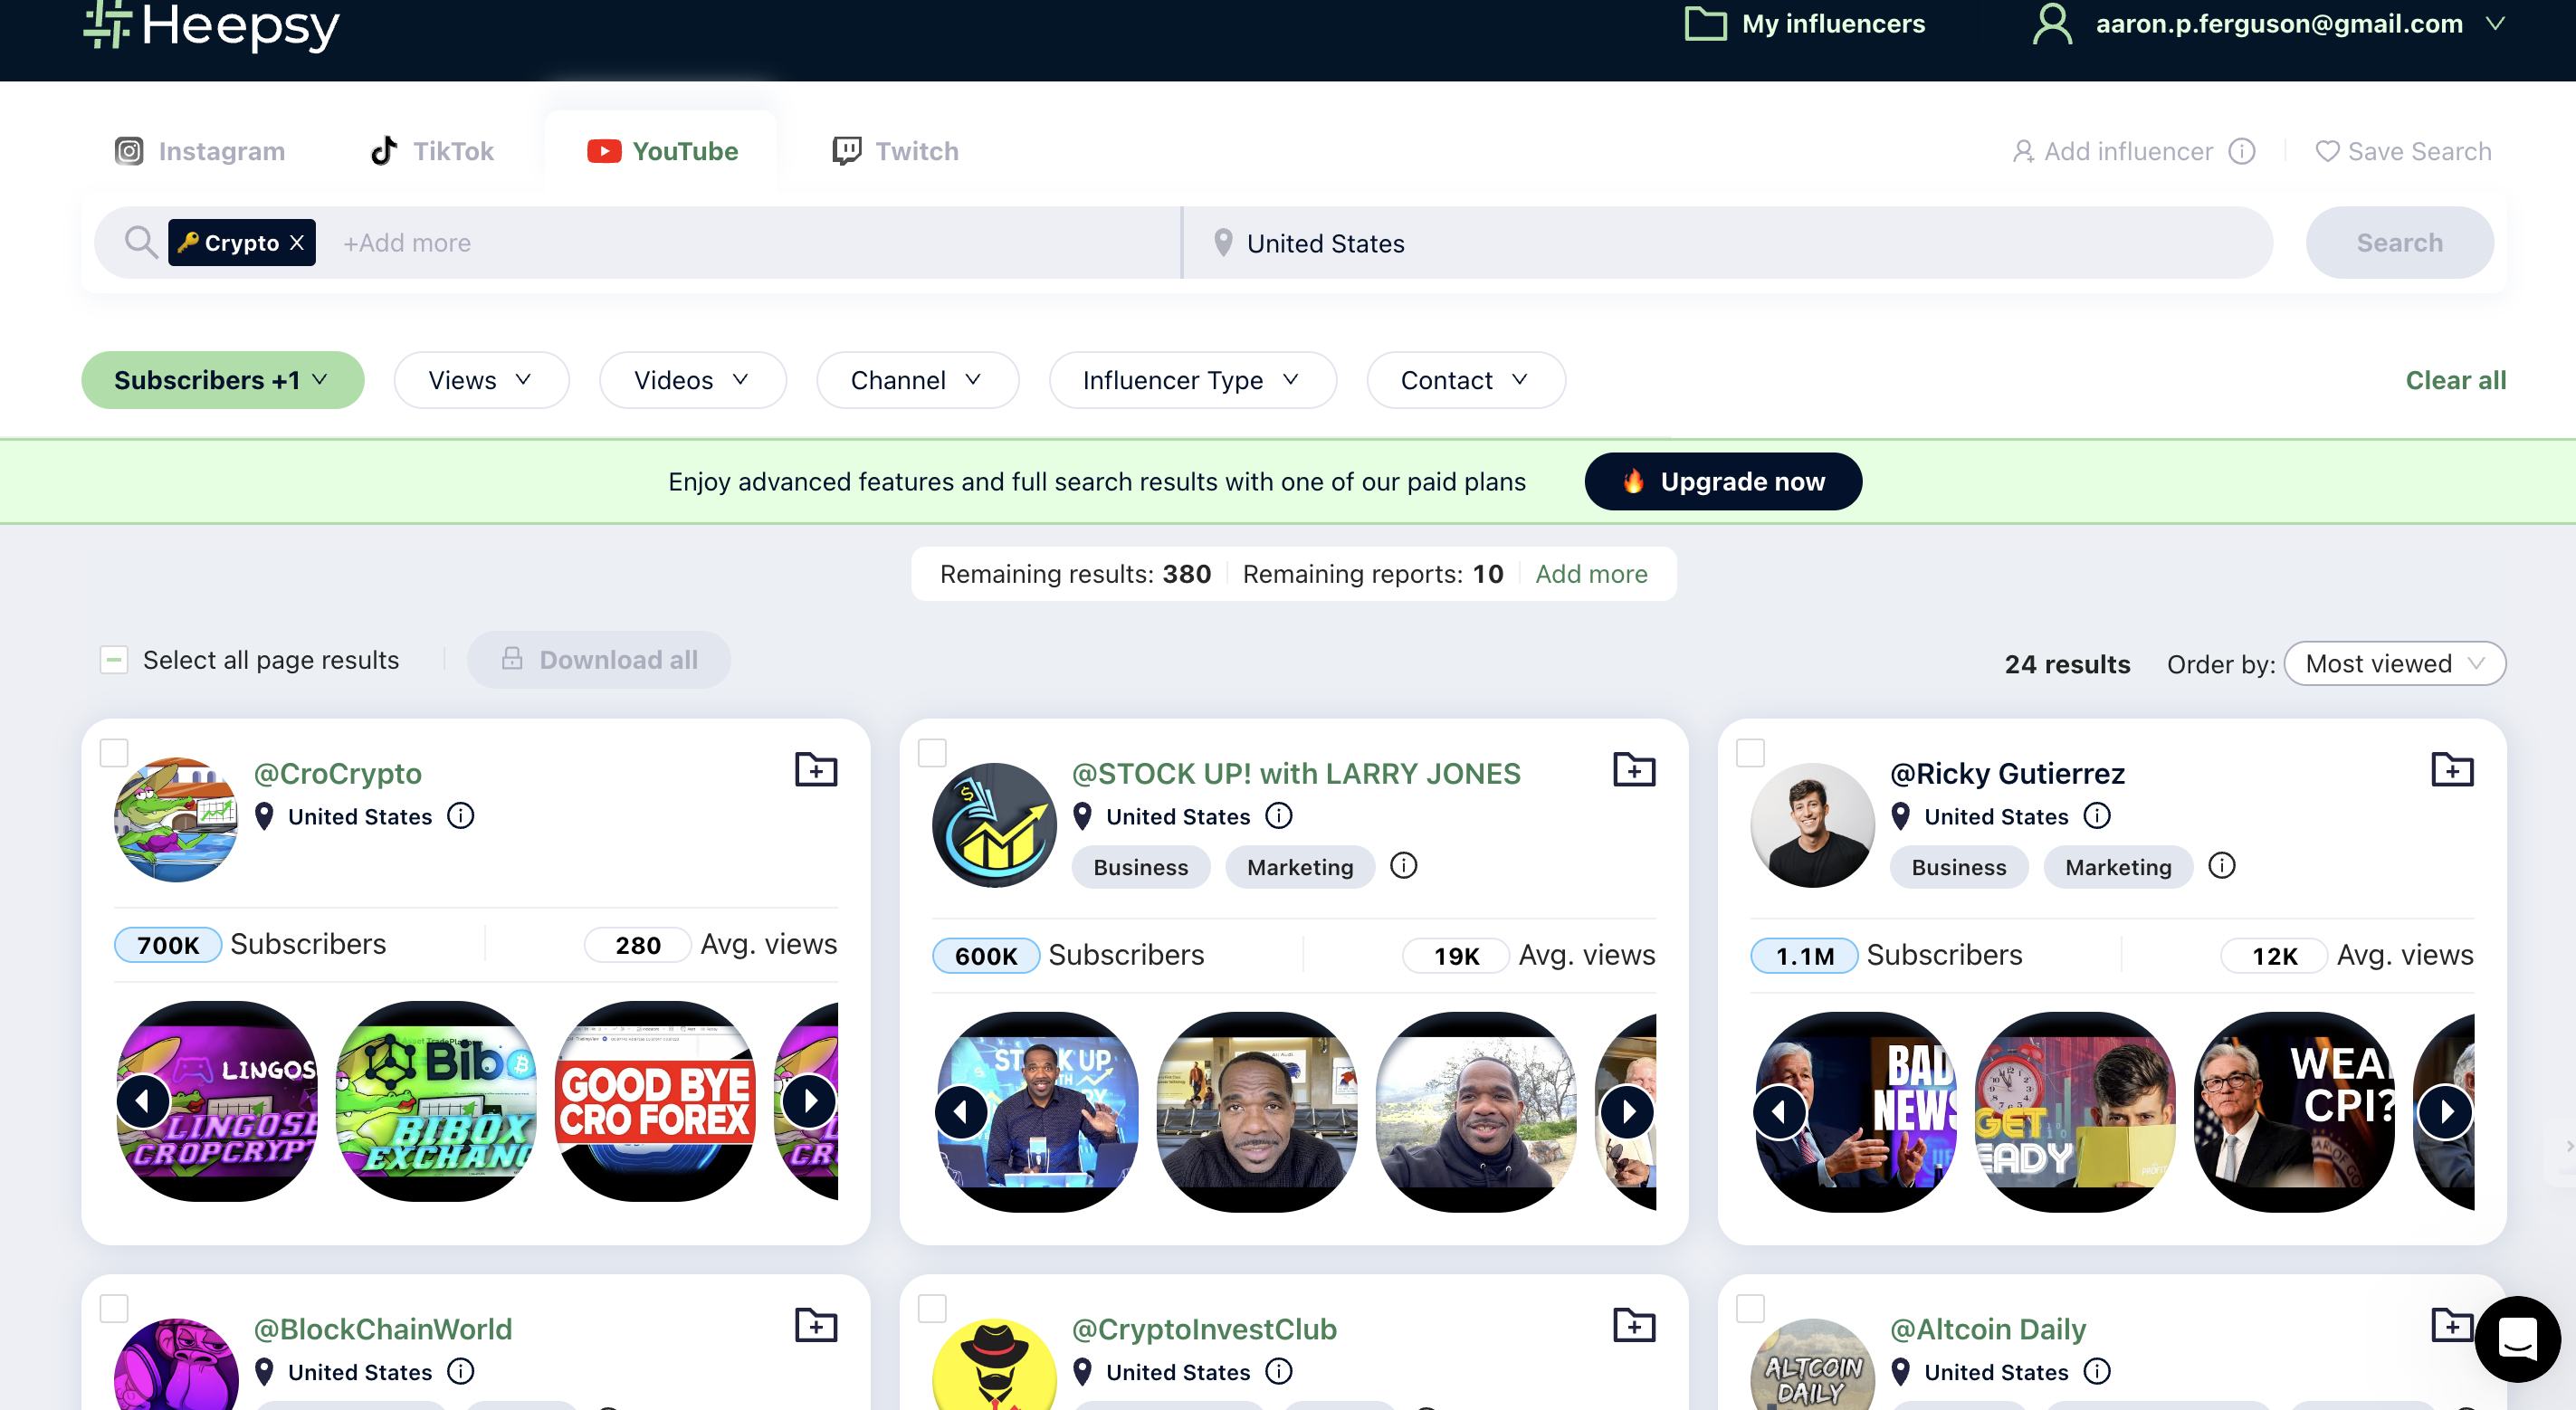 Heepsy
My influencers
aaron.p.ferguson@gmail.com
Instagram
TikTok
YouTube
Twitch
Add influencer
Save Search
Crypto X
+Add more
United States
Search
Subscribers +1
Views
Videos
Channel
Influencer Type
Contact
Clear all
Enjoy advanced features and full search results with one of our paid plans
Upgrade now
Remaining results: 380
Remaining reports: 10
Add more
Select all page results
Download all
24 results
Order by: Most viewed
@CroCrypto
United States
700K Subscribers
280 Avg. views
LINGOS
LINGOSE
CROPCRYPT
Bibo
BIBOX
EXCHANG
GOOD BYE
CRO FOREX
@STOCK UP! with LARRY JONES
United States
Business
Marketing
600K Subscribers
19K Avg. views
@Ricky Gutierrez
United States
Business
Marketing
1.1M Subscribers
12K Avg. views
BAD
NEWS
GET
EADY
WEA
CPI?
@BlockChainWorld
United States
@CryptoInvestClub
United States
@Altcoin Daily
United States
ALTCOIN
DAILY